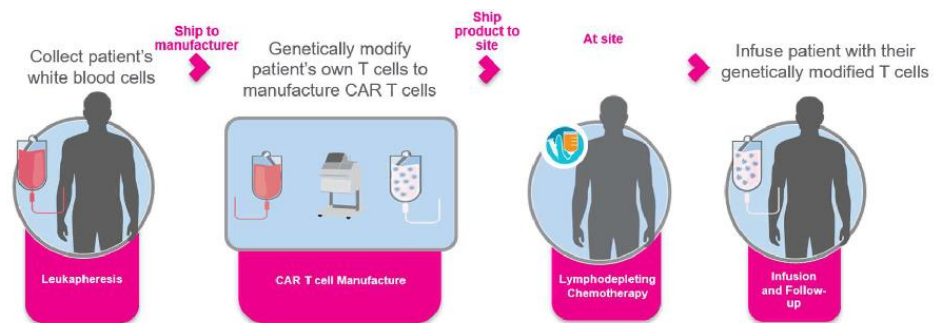 Collect patient's
white blood cells
Ship to
manufacturer
Genetically modify
patient's own T cells to
manufacture CAR T cells
Ship
product to
site
At site
Infuse patient with their
genetically modified T cells
Leukapheresis
CAR T cell Manufacture
Lymphodepleting
Chemotherapy
Infusion
and Follow-
up